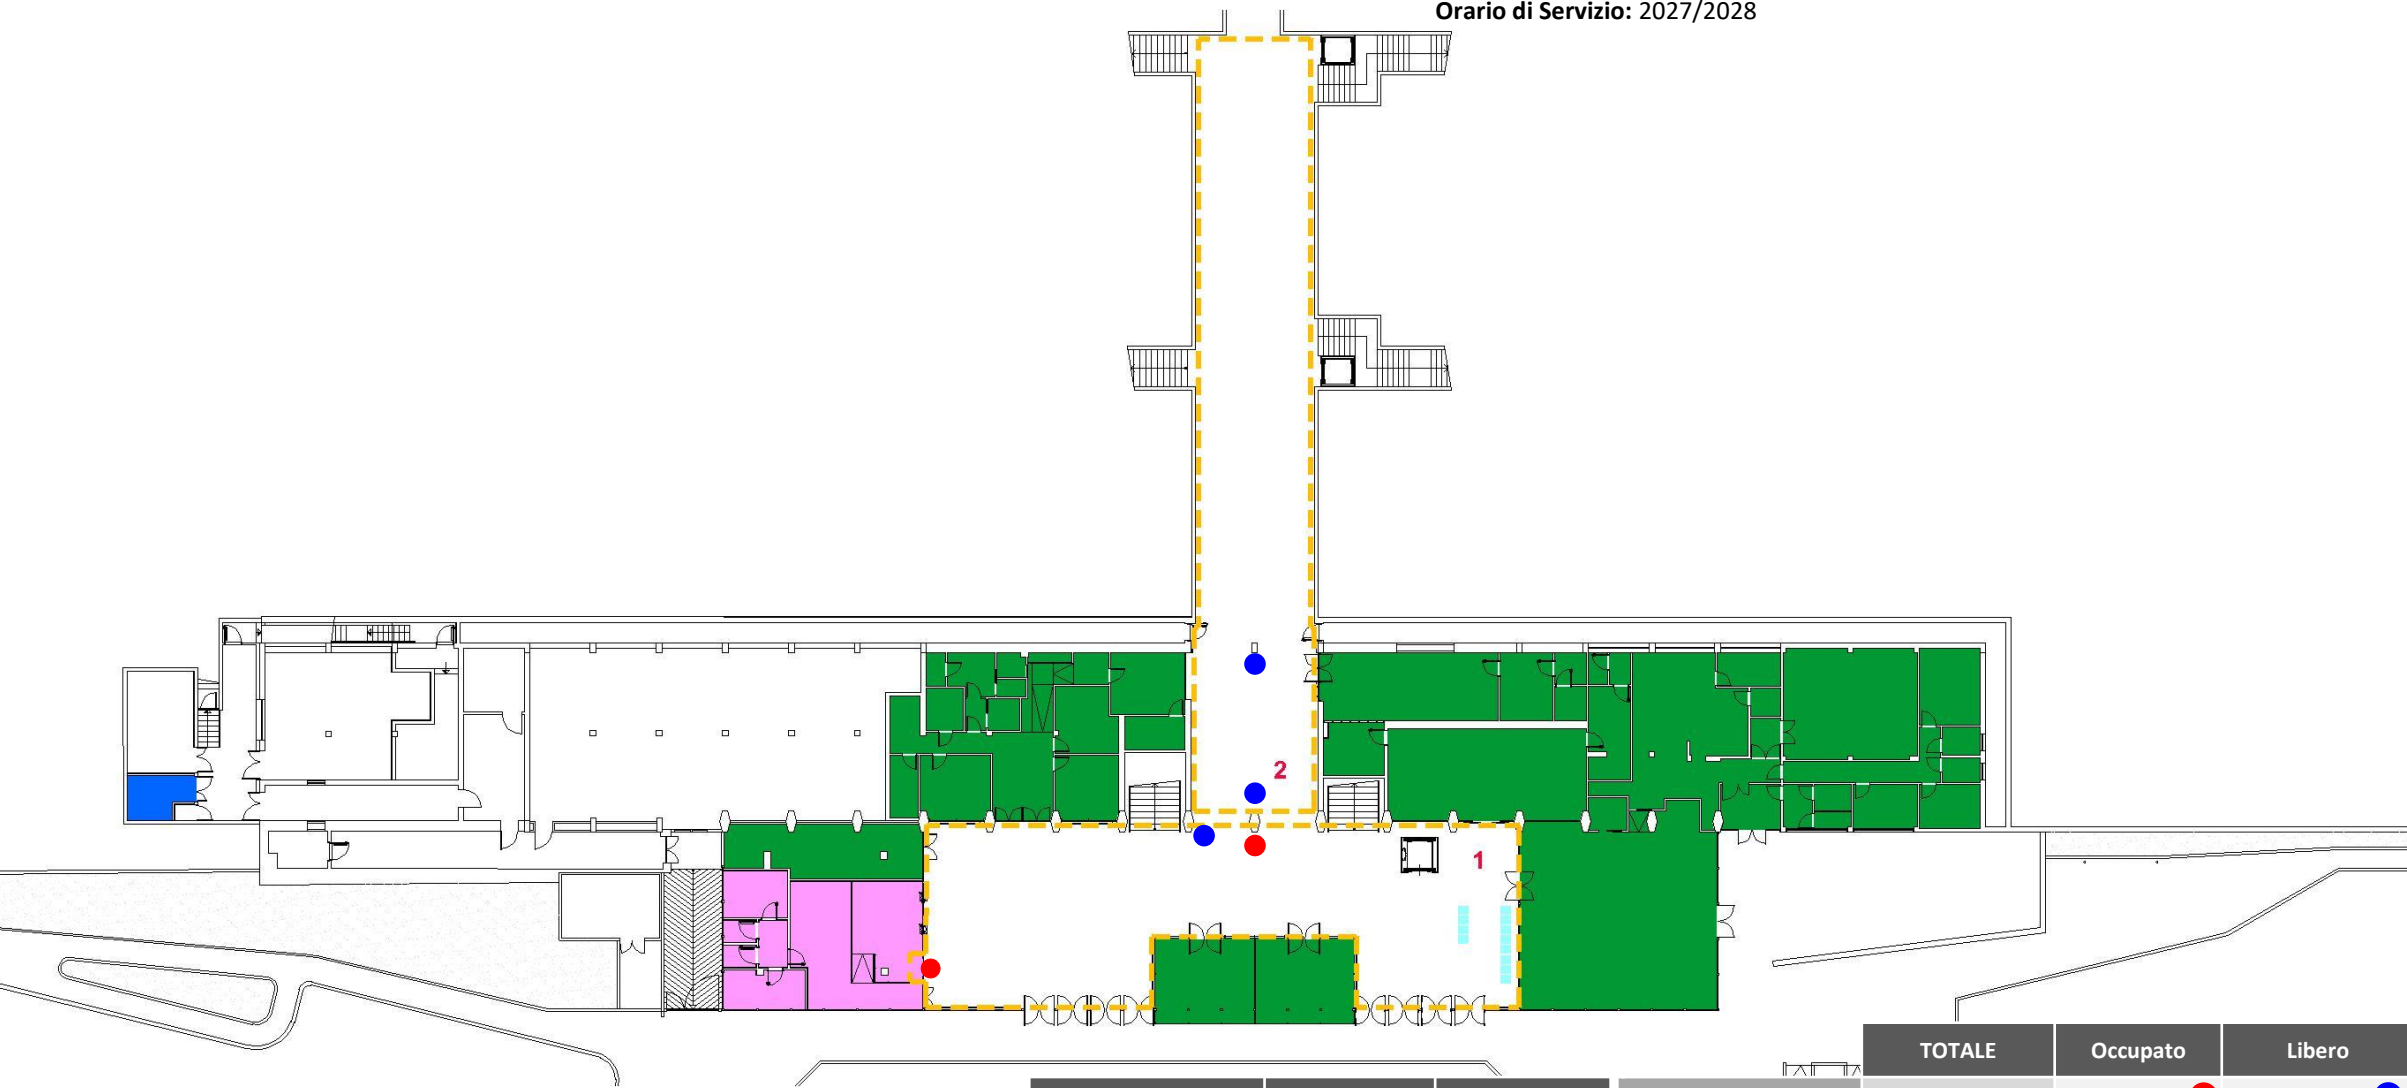 Orario di Servizio: 2027/2028
2
1
TOTALE Occupato Libero